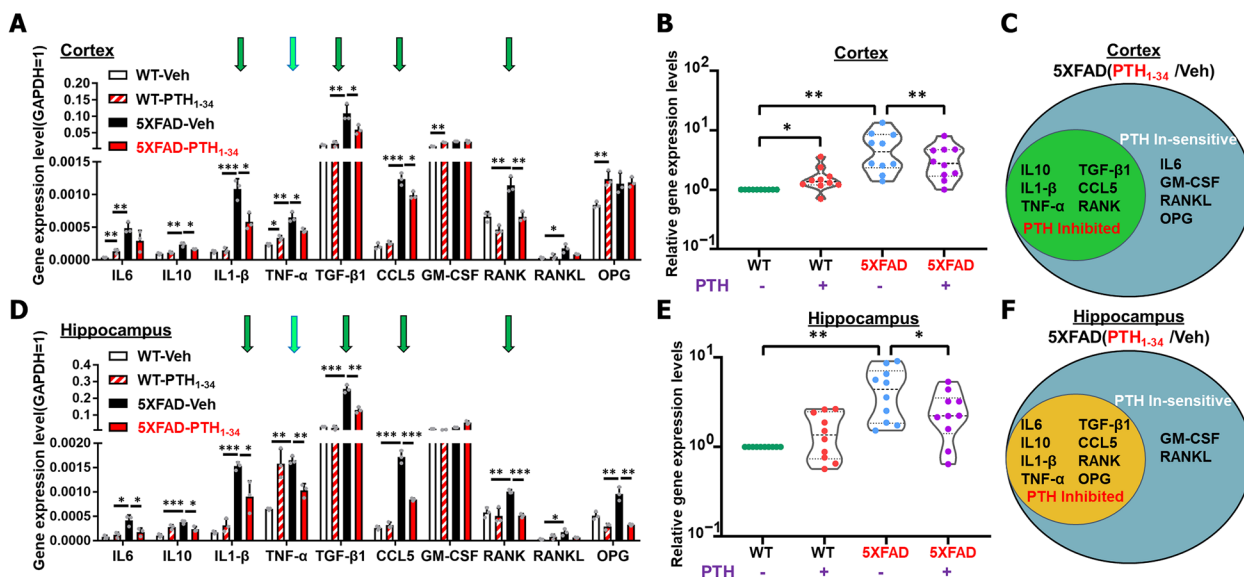 A
Cortex
WT-Veh
WT-PTH1-34
5XFAD-Veh
5XFAD-PTH1-34
Gene expression level(GAPDH=1)
0.20
0.15
0.10
0.05
0.00
0.0015
0.0010
0.0005
0.0000
** ** ** * *** * * ** * ** * *** * ** ** ** * **
IL6 IL10 IL1-β TNF-α TGF-β1 CCL5 GM-CSF RANK RANKL OPG
B
Cortex
Relative gene expression levels
10²
10¹
10⁰
10⁻¹
* ** **
WT WT 5XFAD 5XFAD
PTH - + - +
C
Cortex
5XFAD(PTH1-34 /Veh)
PTH In-sensitive
IL10 TGF-β1
IL1-β CCL5
TNF-α RANK
PTH Inhibited
IL6
GM-CSF
RANKL
OPG
D
Hippocampus
WT-Veh
WT-PTH1-34
5XFAD-Veh
5XFAD-PTH1-34
Gene expression level(GAPDH=1)
0.4
0.3
0.2
0.1
0.0
0.0020
0.0015
0.0010
0.0005
0.0000
* * *** * *** * ** ** *** ** *** *** ** *** * ** **
IL6 IL10 IL1-β TNF-α TGF-β1 CCL5 GM-CSF RANK RANKL OPG
E
Hippocampus
Relative gene expression levels
10¹
10⁰
10⁻¹
** *
WT WT 5XFAD 5XFAD
PTH - + - +
F
Hippocampus
5XFAD(PTH1-34 /Veh)
PTH In-sensitive
IL6 TGF-β1
IL10 CCL5
IL1-β RANK
TNF-α OPG
PTH Inhibited
GM-CSF
RANKL